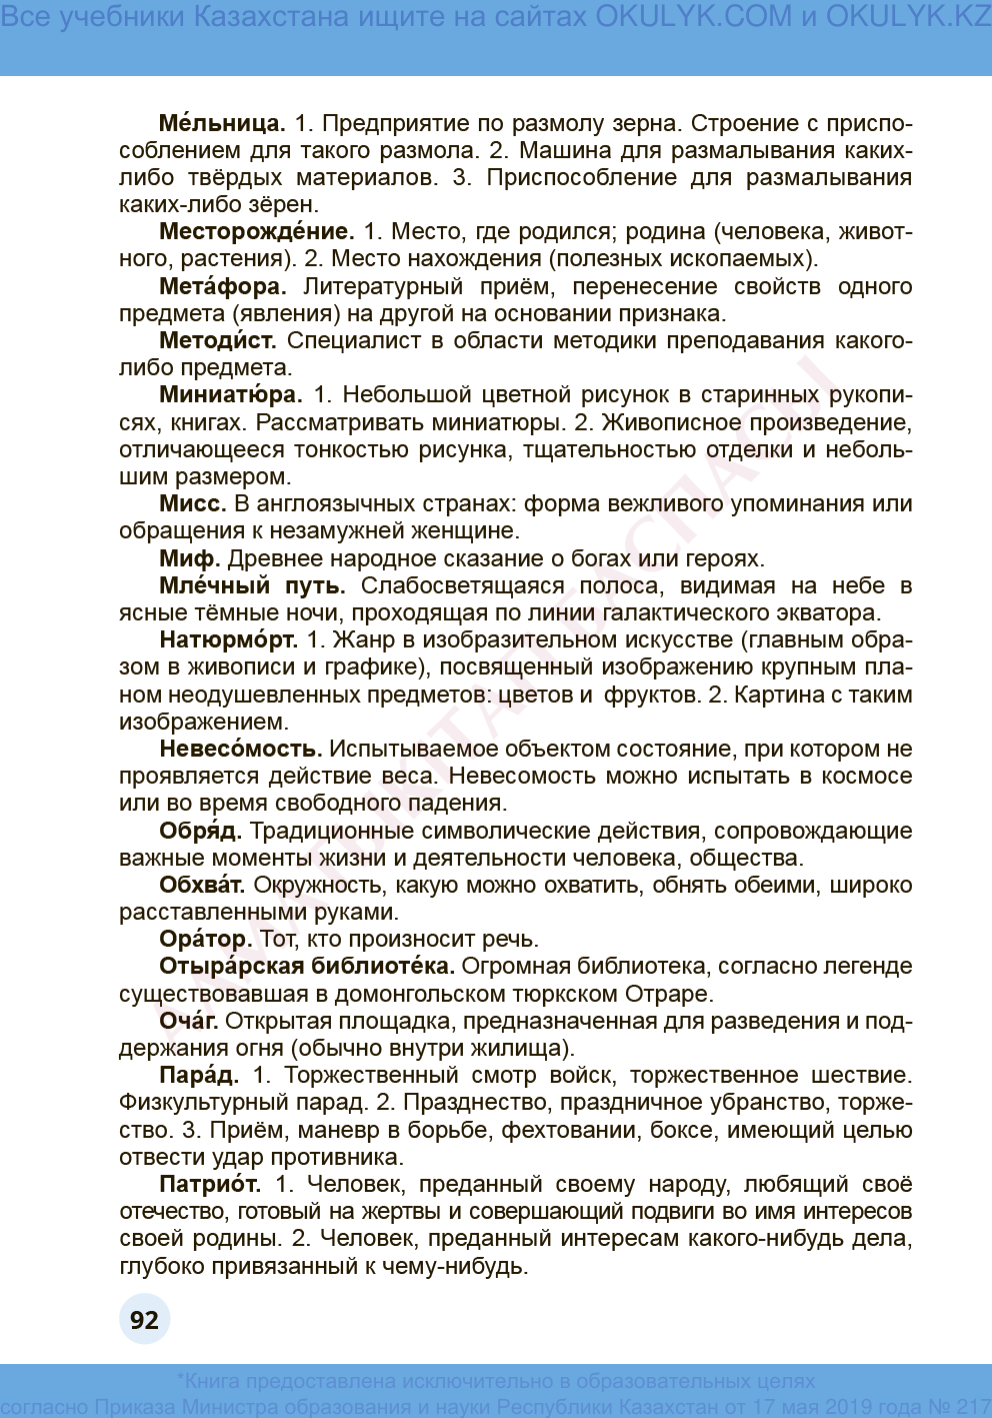 Все учебники Казахстана ищите на сайтах OKULYK.COM и OKULYK.KZ
Ме́льница. 1. Предприятие по размолу зерна. Строение с приспо-
соблением для такого размола. 2. Машина для размалывания каких-
либо твёрдых материалов. 3. Приспособление для размалывания
каких-либо зёрен.
Месторожде́ние. 1. Место, где родился; родина (человека, живот-
ного, растения). 2. Место нахождения (полезных ископаемых).
Мета́фора. Литературный приём, перенесение свойств одного
предмета (явления) на другой на основании признака.
Методи́ст. Специалист в области методики преподавания какого-
либо предмета.
Миниатю́ра. 1. Небольшой цветной рисунок в старинных рукопи-
сях, книгах. Рассматривать миниатюры. 2. Живописное произведение,
отличающееся тонкостью рисунка, тщательностью отделки и неболь-
шим размером.
Мисс. В англоязычных странах: форма вежливого упоминания или
обращения к незамужней женщине.
Миф. Древнее народное сказание о богах или героях.
Мле́чный путь. Слабосветящаяся полоса, видимая на небе в
ясные тёмные ночи, проходящая по линии галактического экватора.
Натюрмо́рт. 1. Жанр в изобразительном искусстве (главным обра-
зом в живописи и графике), посвященный изображению крупным пла-
ном неодушевленных предметов: цветов и фруктов. 2. Картина с таким
изображением.
Невесо́мость. Испытываемое объектом состояние, при котором не
проявляется действие веса. Невесомость можно испытать в космосе
или во время свободного падения.
Обря́д. Традиционные символические действия, сопровождающие
важные моменты жизни и деятельности человека, общества.
Обхва́т. Окружность, какую можно охватить, обнять обеими, широко
расставленными руками.
Ора́тор. Тот, кто произносит речь.
Отыра́рская библиоте́ка. Огромная библиотека, согласно легенде
существовавшая в домонгольском тюркском Отраре.
Оча́г. Открытая площадка, предназначенная для разведения и под-
держания огня (обычно внутри жилища).
Пара́д. 1. Торжественный смотр войск, торжественное шествие.
Физкультурный парад. 2. Празднество, праздничное убранство, торже-
ство. 3. Приём, маневр в борьбе, фехтовании, боксе, имеющий целью
отвести удар противника.
Патрио́т. 1. Человек, преданный своему народу, любящий своё
отечество, готовый на жертвы и совершающий подвиги во имя интересов
своей родины. 2. Человек, преданный интересам какого-нибудь дела,
глубоко привязанный к чему-нибудь.
АЛМАТЫКІТАП БАСПАСЫ
92
*Книга предоставлена исключительно в образовательных целях
согласно Приказа Министра образования и науки Республики Казахстан от 17 мая 2019 года № 217